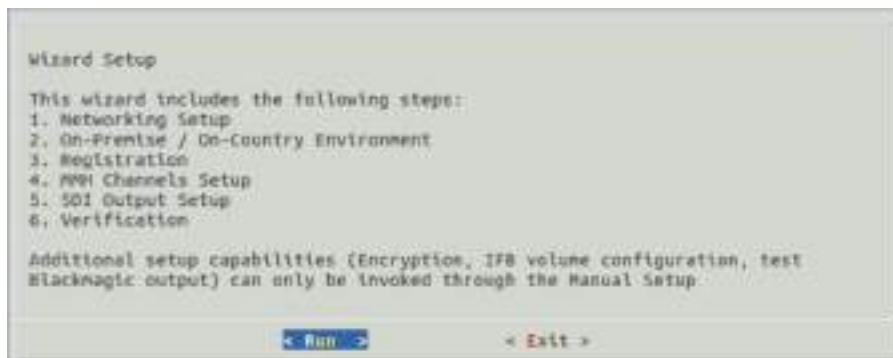 Wizard Setup
This wizard includes the following steps:
1. Networking Setup
2. On-Premise / On-Country Environment
3. Registration
4. MMH Channels Setup
5. SDI Output Setup
6. Verification
Additional setup capabilities (Encryption, IFB volume configuration, test
Blackmagic output) can only be invoked through the Manual Setup
< Run > < Exit >